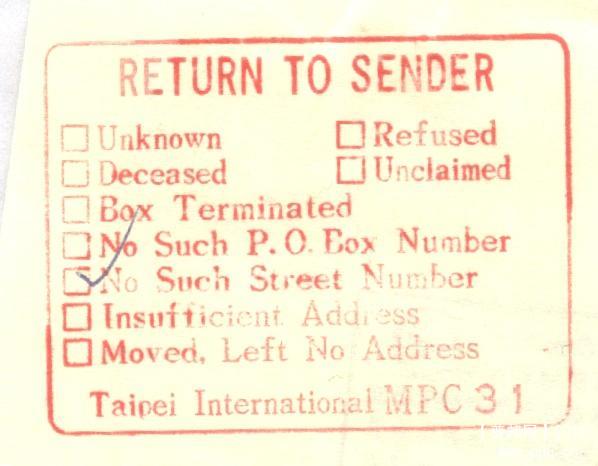 RETURN TO SENDER
☐ Unknown ☐ Refused
☐ Deceased ☐ Unclaimed
☐ Box Terminated
☐ No Such P.O. Box Number
☑ No Such Street Number
☐ Insufficient Address
☐ Moved, Left No Address
Taipei International MPC 31